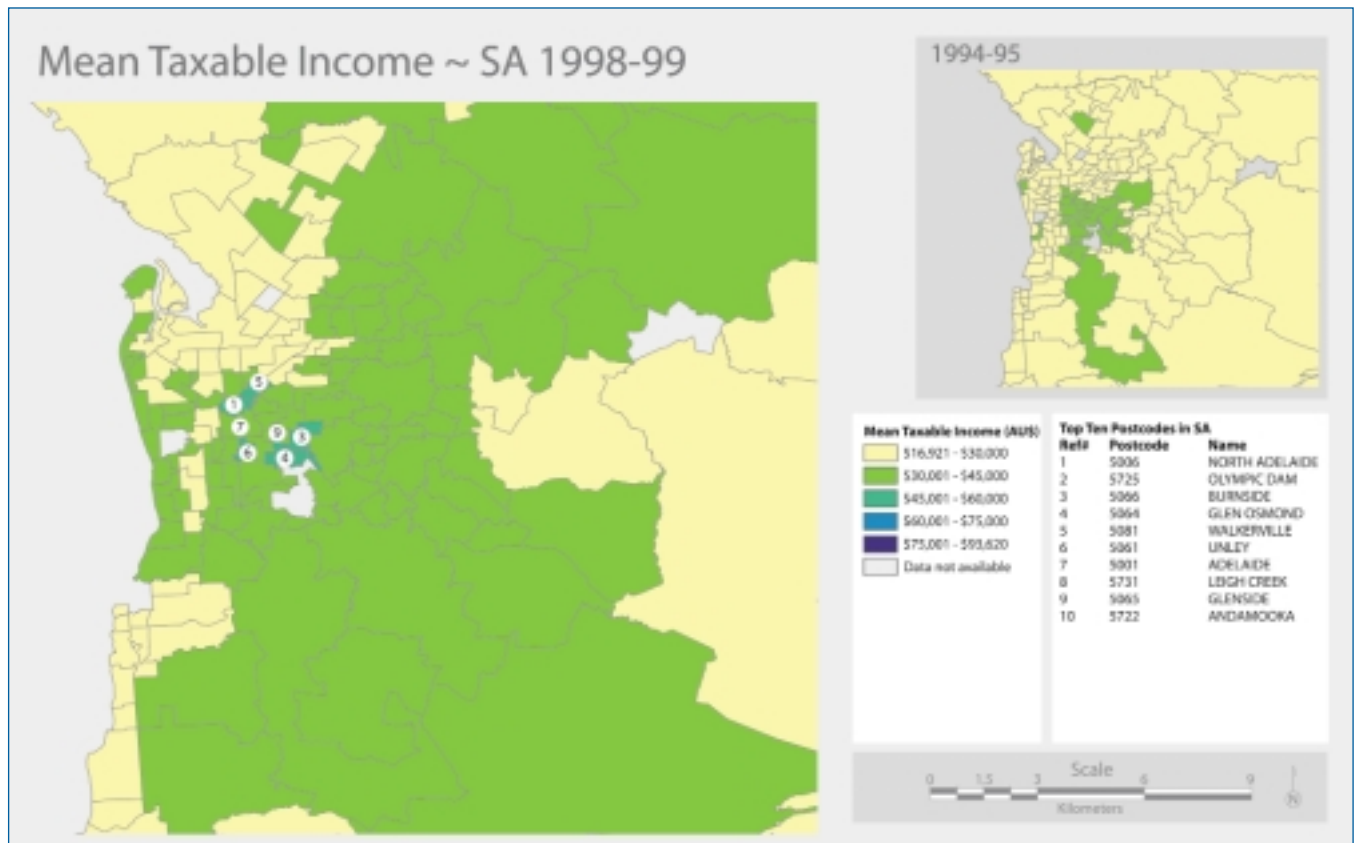 Mean Taxable Income ~ SA 1998-99
1994-95
5
1
7
9
3
6
4
Mean Taxable Income (AU$)
$16,921 - $30,000
$30,001 - $45,000
$45,001 - $60,000
$60,001 - $75,000
$75,001 - $93,620
Data not available
Top Ten Postcodes in SA
Ref# Postcode Name
1 5006 NORTH ADELAIDE
2 5725 OLYMPIC DAM
3 5066 BURNSIDE
4 5064 GLEN OSMOND
5 5081 WALKERVILLE
6 5061 UNLEY
7 5001 ADELAIDE
8 5731 LEIGH CREEK
9 5065 GLENSIDE
10 5722 ANDAMOOKA
Scale
0 1.5 3 6 9
Kilometers
N